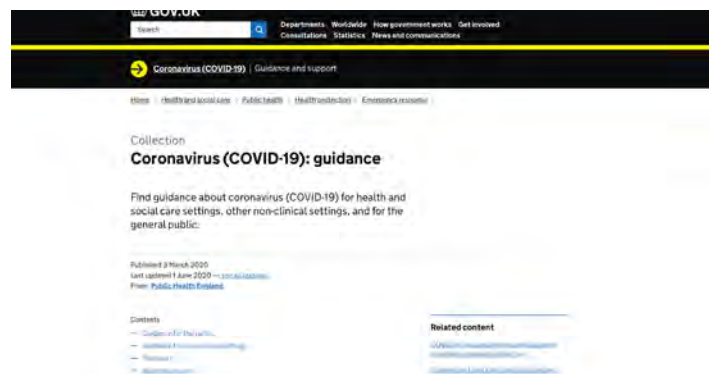 GOV.UK
Search
Departments Worldwide How government works Get involved
Consultations Statistics News and communications
Coronavirus (COVID-19) | Guidance and support
Home Health and social care Public health Health protection Emergency response
Collection
Coronavirus (COVID-19): guidance
Find guidance about coronavirus (COVID-19) for health and
social care settings, other non-clinical settings, and for the
general public.
Published 3 March 2020
Last updated 1 June 2020 — see all updates
From: Public Health England
Contents
Related content